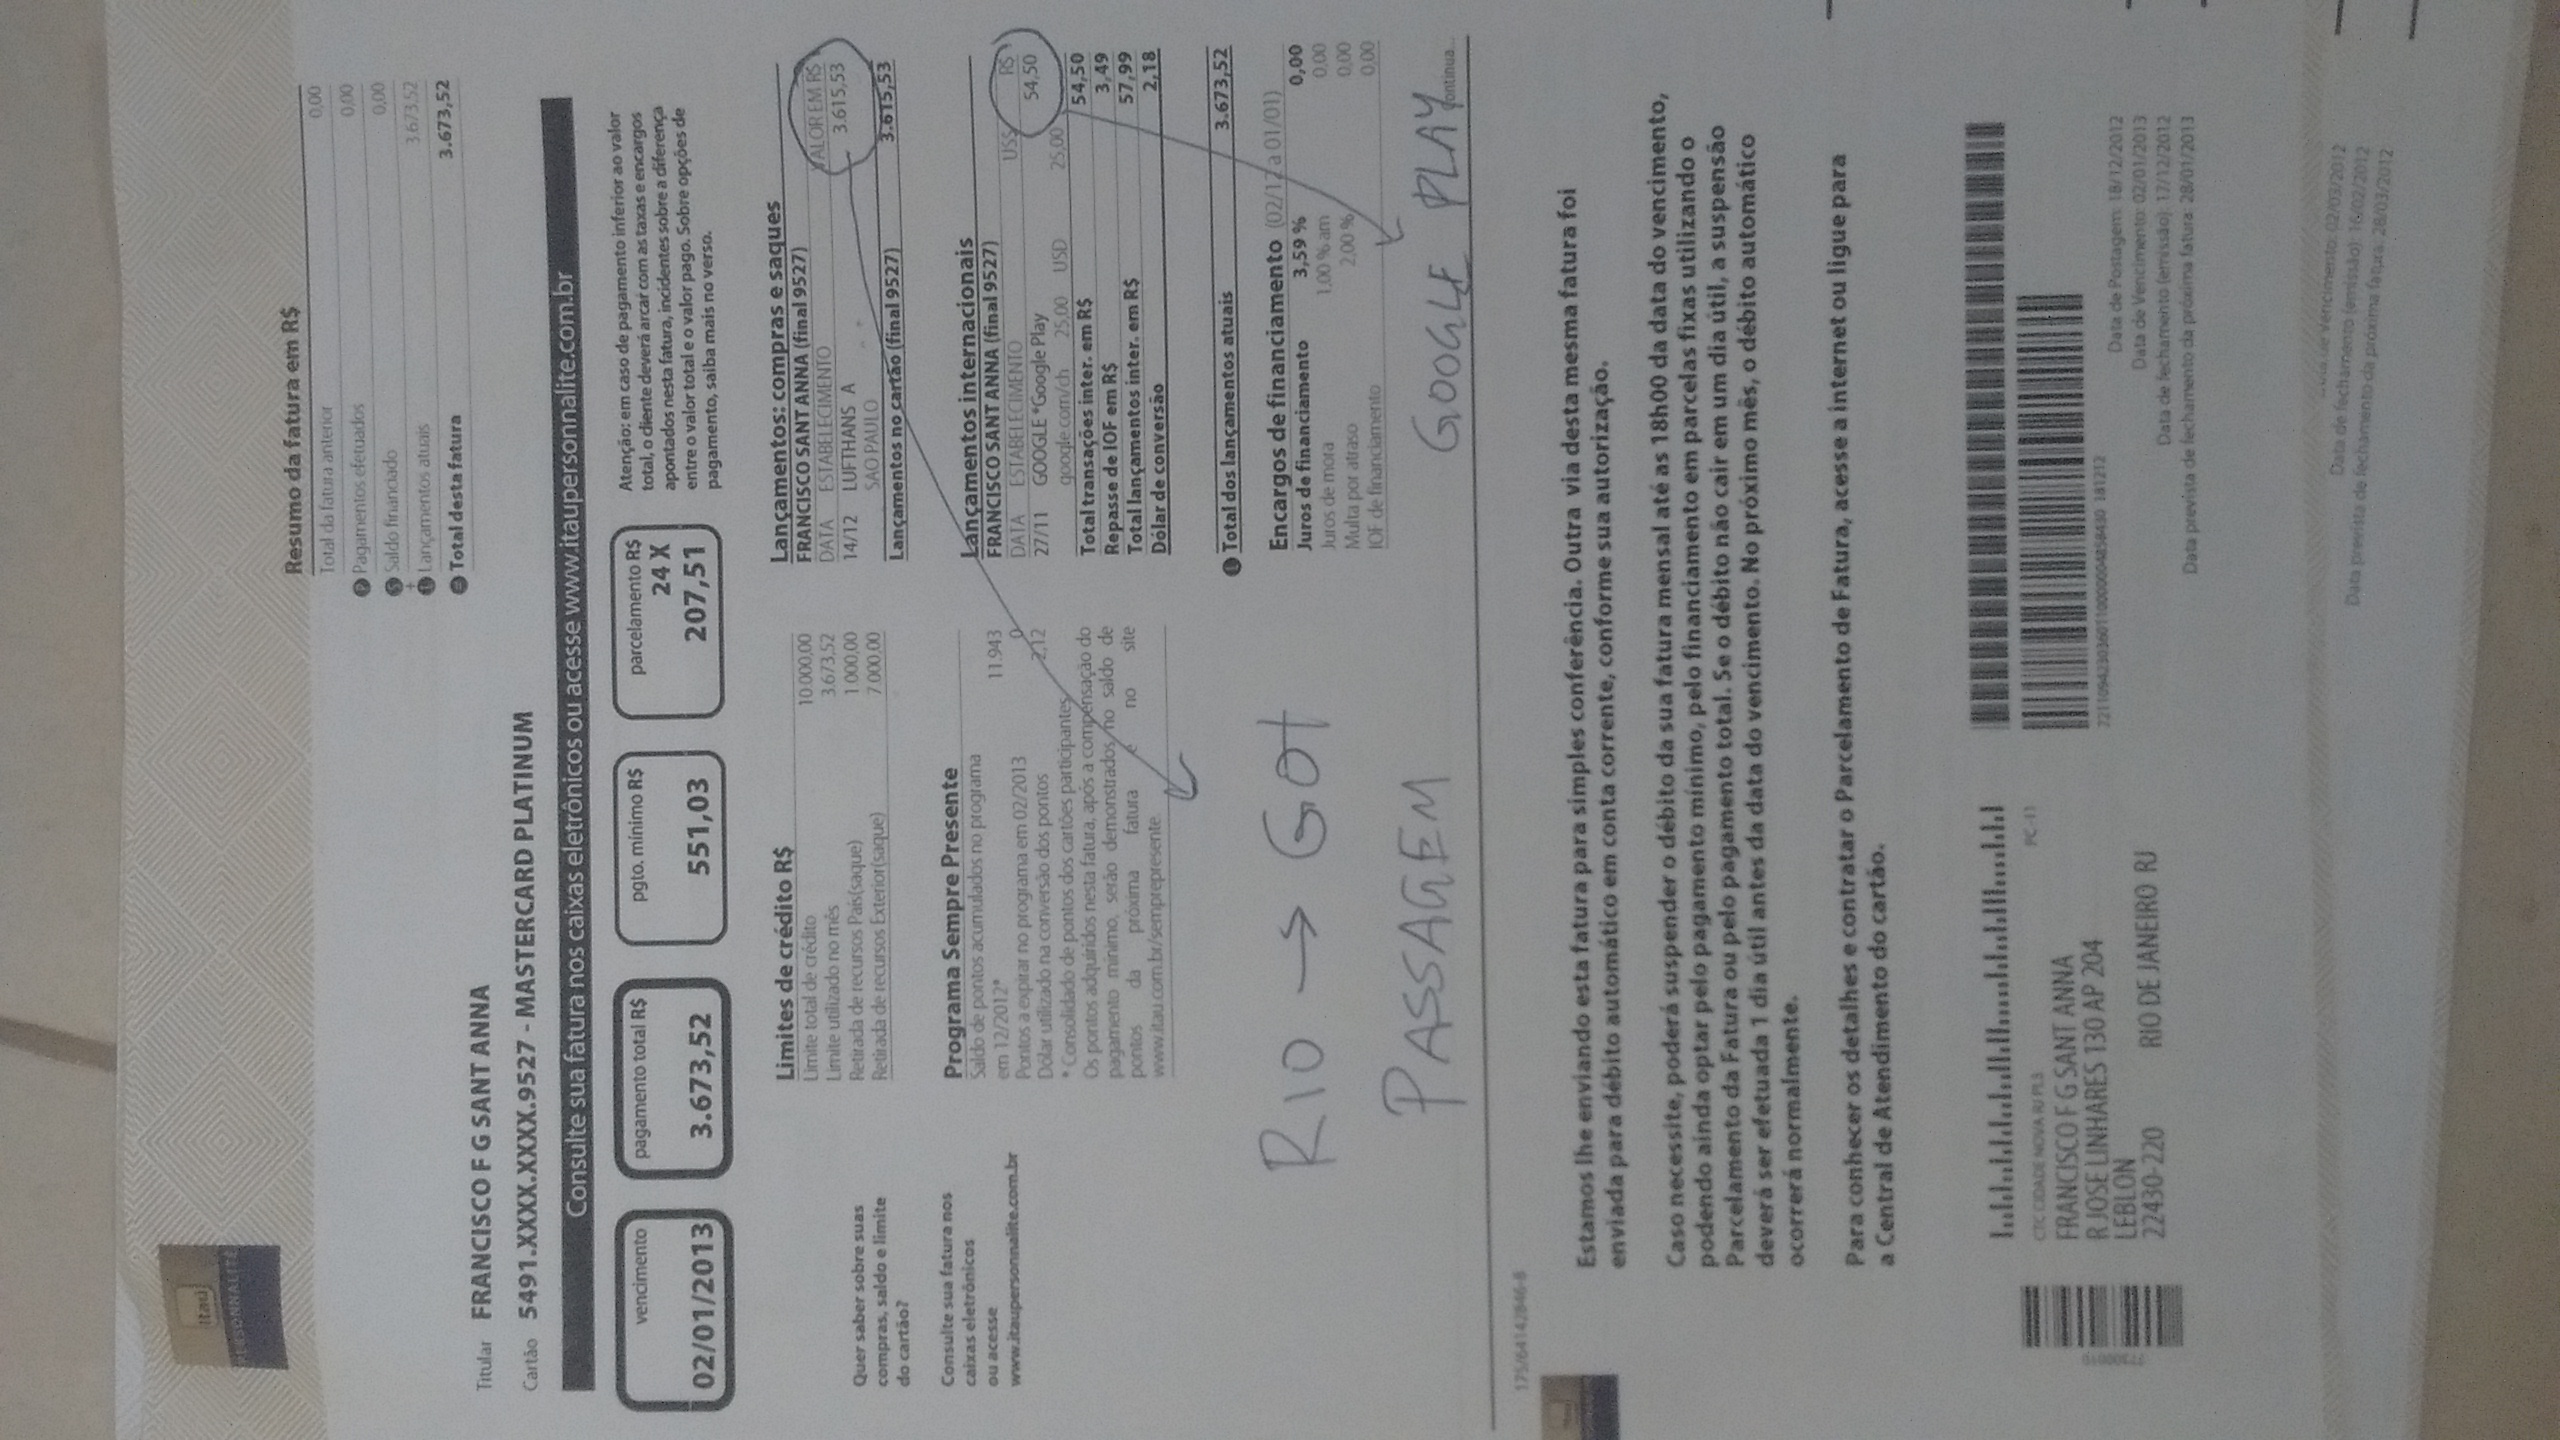 itaú
PERSONNALITÉ
Resumo da fatura em R$
Total da fatura anterior 0,00
P Pagamentos efetuados 0,00
S Saldo financiado 0,00
+
L Lançamentos atuais 3.673,52
= Total desta fatura 3.673,52
Titular FRANCISCO F G SANT ANNA
Cartão 5491.XXXX.XXXX.9527 - MASTERCARD PLATINUM
Consulte sua fatura nos caixas eletrônicos ou acesse www.itaupersonnalite.com.br
vencimento
02/01/2013
pagamento total R$
3.673,52
pgto. mínimo R$
551,03
parcelamento R$
24 X
207,51
Atenção: em caso de pagamento inferior ao valor
total, o cliente deverá arcar com as taxas e encargos
apontados nesta fatura, incidentes sobre a diferença
entre o valor total e o valor pago. Sobre opções de
pagamento, saiba mais no verso.
Quer saber sobre suas
compras, saldo e limite
do cartão?
Consulte sua fatura nos
caixas eletrônicos
ou acesse
www.itaupersonnalite.com.br
Limites de crédito R$
Limite total de crédito 10.000,00
Limite utilizado no mês 3.673,52
Retirada de recursos País(saque) 1.000,00
Retirada de recursos Exterior(saque) 7.000,00
Programa Sempre Presente
Saldo de pontos acumulados no programa 11.943
em 12/2012*
Pontos a expirar no programa em 02/2013 0
Dólar utilizado na conversão dos pontos 2,12
* Consolidado de pontos dos cartões participantes
Os pontos adquiridos nesta fatura, após a compensação do
pagamento mínimo, serão demonstrados no saldo de
pontos da próxima fatura e no site
www.itau.com.br/semprepresente.
Lançamentos: compras e saques
FRANCISCO SANT ANNA (final 9527)
DATA ESTABELECIMENTO VALOR EM R$
14/12 LUFTHANS A 3.615,53
SAO PAULO
Lançamentos no cartão (final 9527) 3.615,53
Lançamentos internacionais
FRANCISCO SANT ANNA (final 9527)
DATA ESTABELECIMENTO US$ R$
27/11 GOOGLE *Google Play 54,50
google.com/ch 25,00 USD 25,00
Total transações inter. em R$ 54,50
Repasse de IOF em R$ 3,49
Total lançamentos inter. em R$ 57,99
Dólar de conversão 2,18
L Total dos lançamentos atuais 3.673,52
Encargos de financiamento (02/12 a 01/01)
Juros de financiamento 3,59 % 0,00
Juros de mora 1,00 % am 0,00
Multa por atraso 2,00 % 0,00
IOF de financiamento 0,00
Continua...
RIO → GOT
PASSAGEM
GOOGLE PLAY
175/641142846-8
Estamos lhe enviando esta fatura para simples conferência. Outra via desta mesma fatura foi
enviada para débito automático em conta corrente, conforme sua autorização.
Caso necessite, poderá suspender o débito da sua fatura mensal até as 18h00 da data do vencimento,
podendo ainda optar pelo pagamento mínimo, pelo financiamento em parcelas fixas utilizando o
Parcelamento da Fatura ou pelo pagamento total. Se o débito não cair em um dia útil, a suspensão
deverá ser efetuada 1 dia útil antes da data do vencimento. No próximo mês, o débito automático
ocorrerá normalmente.
Para conhecer os detalhes e contratar o Parcelamento de Fatura, acesse a internet ou ligue para
a Central de Atendimento do cartão.
PC-11
CTC CIDADE NOVA RJ PL3
FRANCISCO F G SANT ANNA
R JOSE LINHARES 130 AP 204
LEBLON
22430-220 RIO DE JANEIRO RJ
Data de Postagem: 18/12/2012
Data de Vencimento: 02/01/2013
Data de fechamento (emissão): 17/12/2012
Data prevista de fechamento da próxima fatura: 28/01/2013
Vencimento: 02/03/2012
Data de fechamento (emissão): 16/02/2012
Data prevista de fechamento da próxima fatura: 28/03/2012